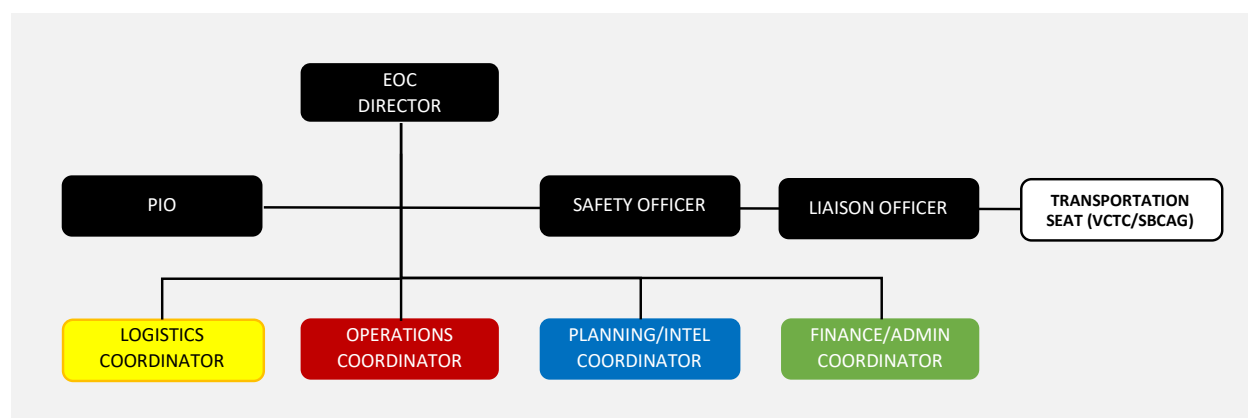 EOC
DIRECTOR
PIO
SAFETY OFFICER
LIAISON OFFICER
TRANSPORTATION
SEAT (VCTC/SBCAG)
LOGISTICS
COORDINATOR
OPERATIONS
COORDINATOR
PLANNING/INTEL
COORDINATOR
FINANCE/ADMIN
COORDINATOR